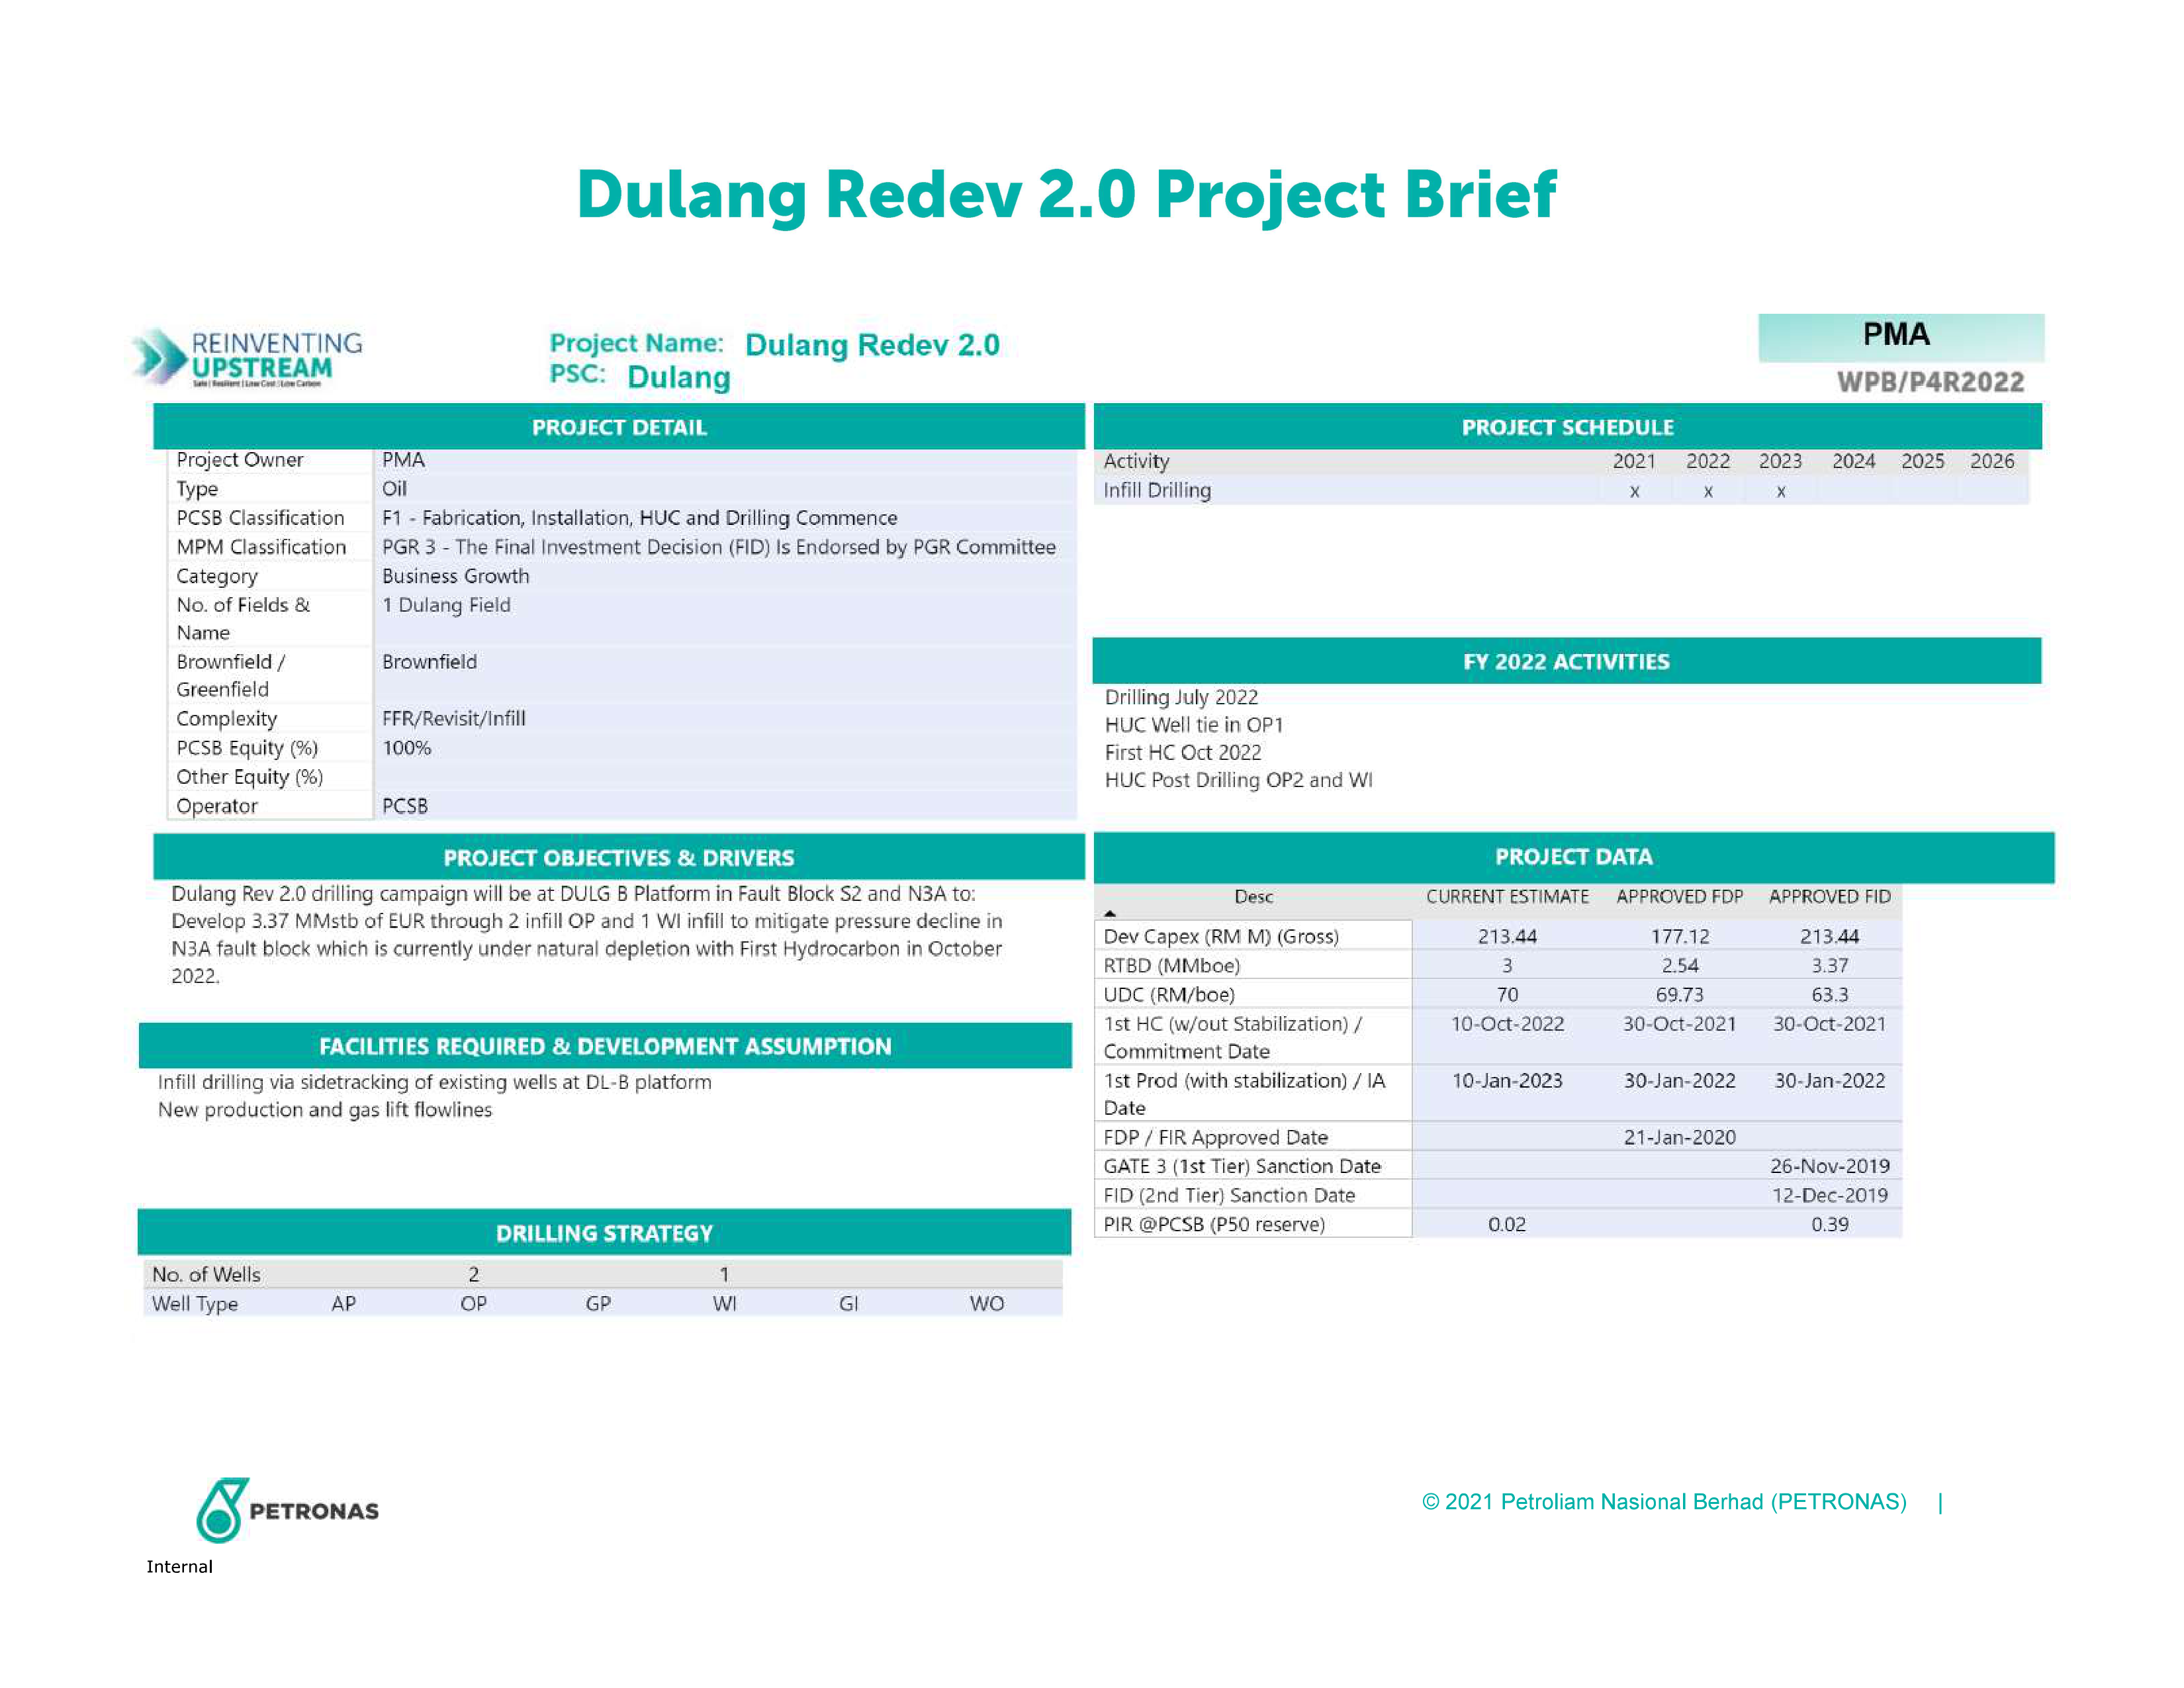 Dulang Redev 2.0 Project Brief
REINVENTING
UPSTREAM
Safe | Resilient | Low Cost | Low Carbon
Project Name: Dulang Redev 2.0
PSC: Dulang
PMA
WPB/P4R2022
PROJECT DETAIL
Project Owner PMA
Type Oil
PCSB Classification F1 - Fabrication, Installation, HUC and Drilling Commence
MPM Classification PGR 3 - The Final Investment Decision (FID) Is Endorsed by PGR Committee
Category Business Growth
No. of Fields & 1 Dulang Field
Name
Brownfield / Brownfield
Greenfield
Complexity FFR/Revisit/Infill
PCSB Equity (%) 100%
Other Equity (%)
Operator PCSB
PROJECT OBJECTIVES & DRIVERS
Dulang Rev 2.0 drilling campaign will be at DULG B Platform in Fault Block S2 and N3A to:
Develop 3.37 MMstb of EUR through 2 infill OP and 1 WI infill to mitigate pressure decline in
N3A fault block which is currently under natural depletion with First Hydrocarbon in October
2022.
FACILITIES REQUIRED & DEVELOPMENT ASSUMPTION
Infill drilling via sidetracking of existing wells at DL-B platform
New production and gas lift flowlines
DRILLING STRATEGY
No. of Wells 2 1
Well Type AP OP GP WI GI WO
PROJECT SCHEDULE
Activity 2021 2022 2023 2024 2025 2026
Infill Drilling x x x
FY 2022 ACTIVITIES
Drilling July 2022
HUC Well tie in OP1
First HC Oct 2022
HUC Post Drilling OP2 and WI
PROJECT DATA
Desc CURRENT ESTIMATE APPROVED FDP APPROVED FID
Dev Capex (RM M) (Gross) 213.44 177.12 213.44
RTBD (MMboe) 3 2.54 3.37
UDC (RM/boe) 70 69.73 63.3
1st HC (w/out Stabilization) / 10-Oct-2022 30-Oct-2021 30-Oct-2021
Commitment Date
1st Prod (with stabilization) / IA 10-Jan-2023 30-Jan-2022 30-Jan-2022
Date
FDP / FIR Approved Date 21-Jan-2020
GATE 3 (1st Tier) Sanction Date 26-Nov-2019
FID (2nd Tier) Sanction Date 12-Dec-2019
PIR @PCSB (P50 reserve) 0.02 0.39
PETRONAS
© 2021 Petroliam Nasional Berhad (PETRONAS) |
Internal